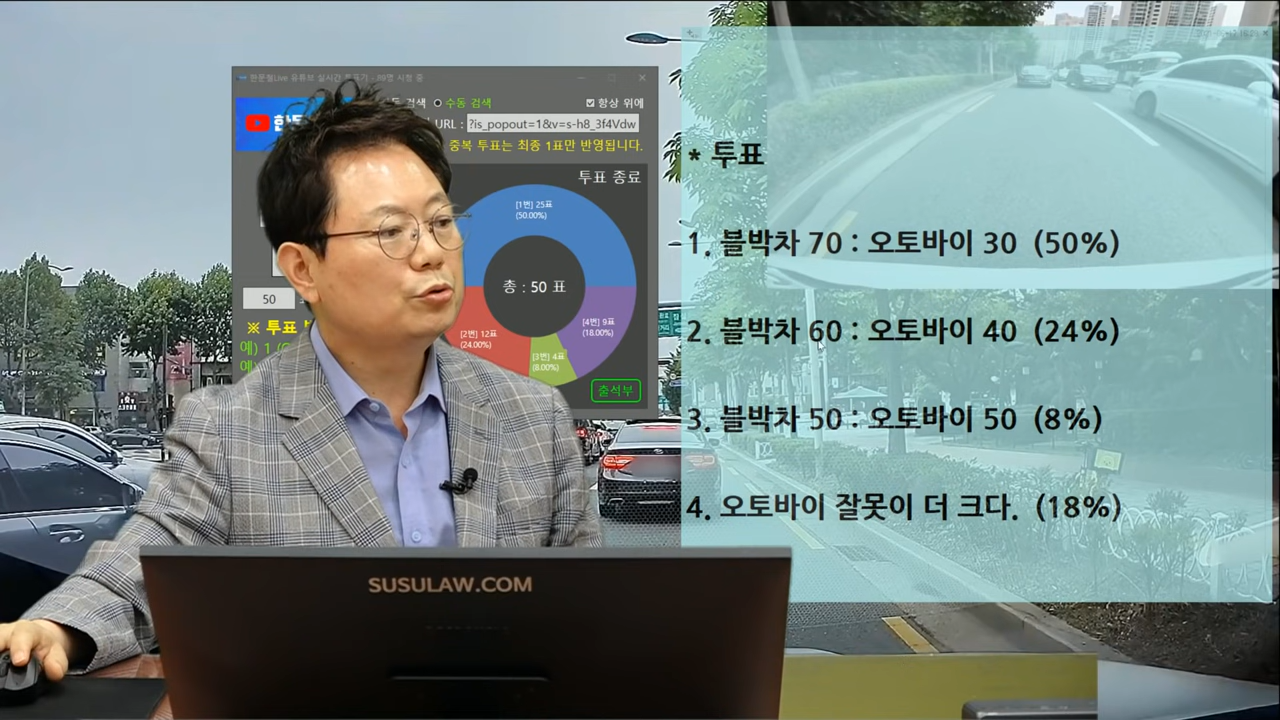 한문철Live 유튜브 실시간 투표기
검색
수동 검색
항상 위에
URL : ?is_popout=1&v=s-h8_3f4Vdw
중복 투표는 최종 1표만 반영됩니다.
투표 종료
[1번] 25표
(50.00%)
총 : 50 표
50
[2번] 12표
(24.00%)
[4번] 9표
(18.00%)
[3번] 4표
(8.00%)
※ 투표
출석부
* 투표
1. 블박차 70 : 오토바이 30 (50%)
2. 블박차 60 : 오토바이 40 (24%)
3. 블박차 50 : 오토바이 50 (8%)
4. 오토바이 잘못이 더 크다. (18%)
SUSULAW.COM